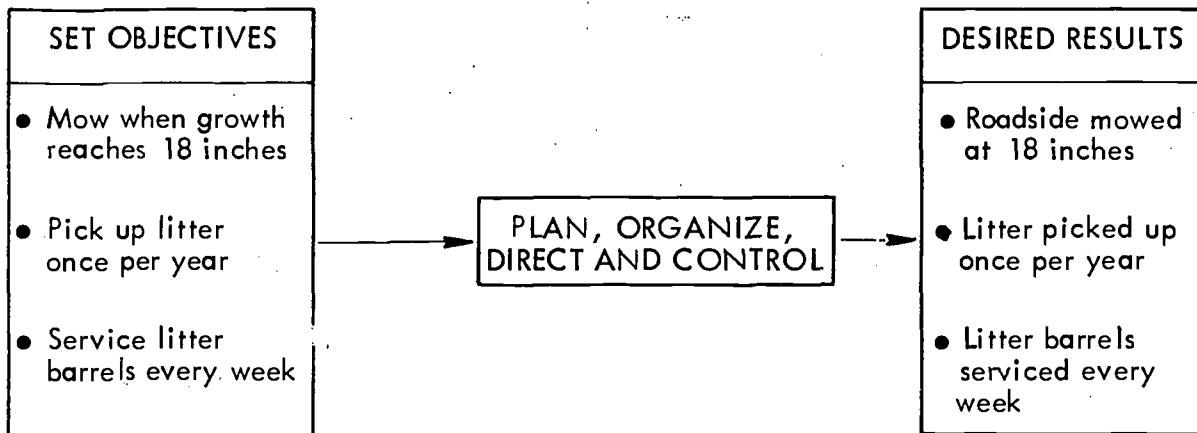 SET OBJECTIVES
● Mow when growth
reaches 18 inches
● Pick up litter
once per year
● Service litter
barrels every week
PLAN, ORGANIZE,
DIRECT AND CONTROL
DESIRED RESULTS
● Roadside mowed
at 18 inches
● Litter picked up
once per year
● Litter barrels
serviced every
week